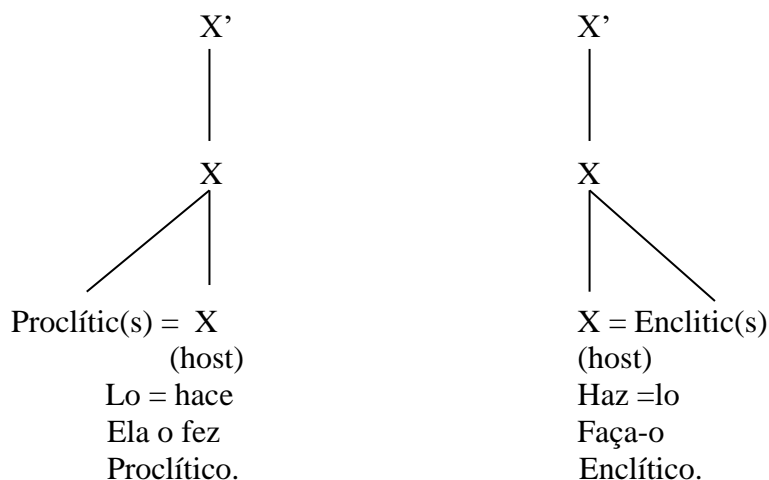 X’ X’
X X
Proclític(s) = X X = Enclitic(s)
(host) (host)
Lo = hace Haz =lo
Ela o fez Faça-o
Proclítico. Enclítico.